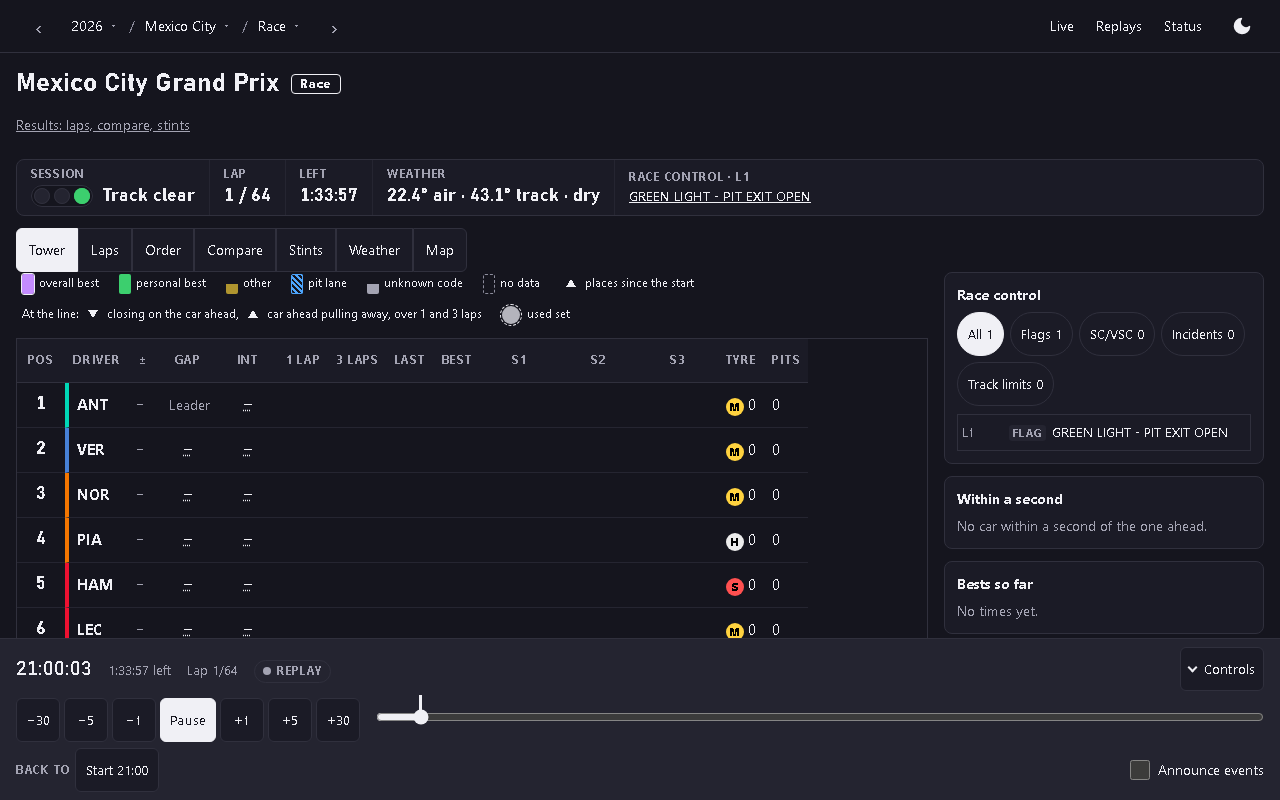 ‹ 2026 / Mexico City / Race ›
Live Replays Status
Mexico City Grand Prix Race
Results: laps, compare, stints
SESSION LAP LEFT WEATHER RACE CONTROL · L1
Track clear 1 / 64 1:33:57 22.4° air · 43.1° track · dry GREEN LIGHT - PIT EXIT OPEN
Tower Laps Order Compare Stints Weather Map
overall best personal best other pit lane unknown code no data ▲ places since the start
At the line: ▼ closing on the car ahead, ▲ car ahead pulling away, over 1 and 3 laps used set
POS DRIVER ± GAP INT 1 LAP 3 LAPS LAST BEST S1 S2 S3 TYRE PITS
1 ANT – Leader — M 0 0
2 VER – — — M 0 0
3 NOR – — — M 0 0
4 PIA – — — H 0 0
5 HAM – — — S 0 0
6 LEC – — — M 0 0
Race control
All 1 Flags 1 SC/VSC 0 Incidents 0
Track limits 0
L1 FLAG GREEN LIGHT - PIT EXIT OPEN
Within a second
No car within a second of the one ahead.
Bests so far
No times yet.
21:00:03 1:33:57 left Lap 1/64 REPLAY
Controls
−30 −5 −1 Pause +1 +5 +30
BACK TO Start 21:00
Announce events